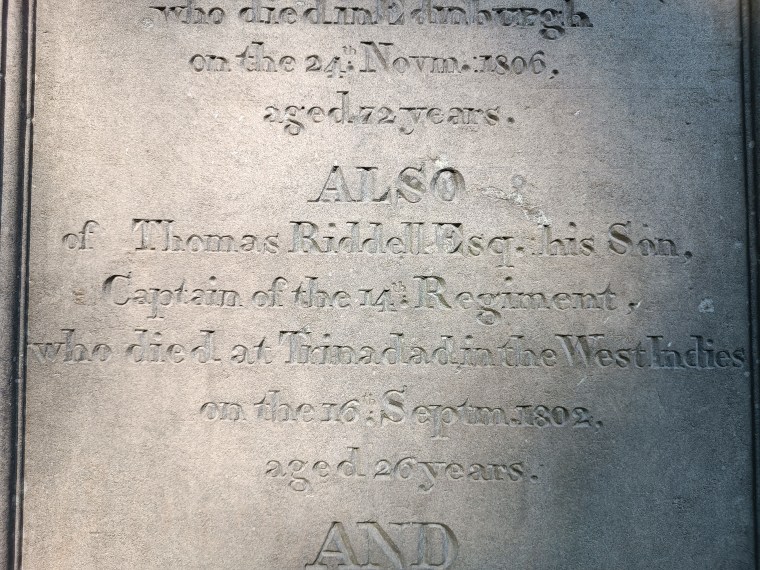 who died in Edinburgh
on the 24th. Novm. 1806,
aged 72 years.
ALSO
of Thomas Riddell Esq. his Son,
Captain of the 14th. Regiment,
who died at Trinadad in the West Indies
on the 16th. Septm. 1802,
aged 26 years.
AND